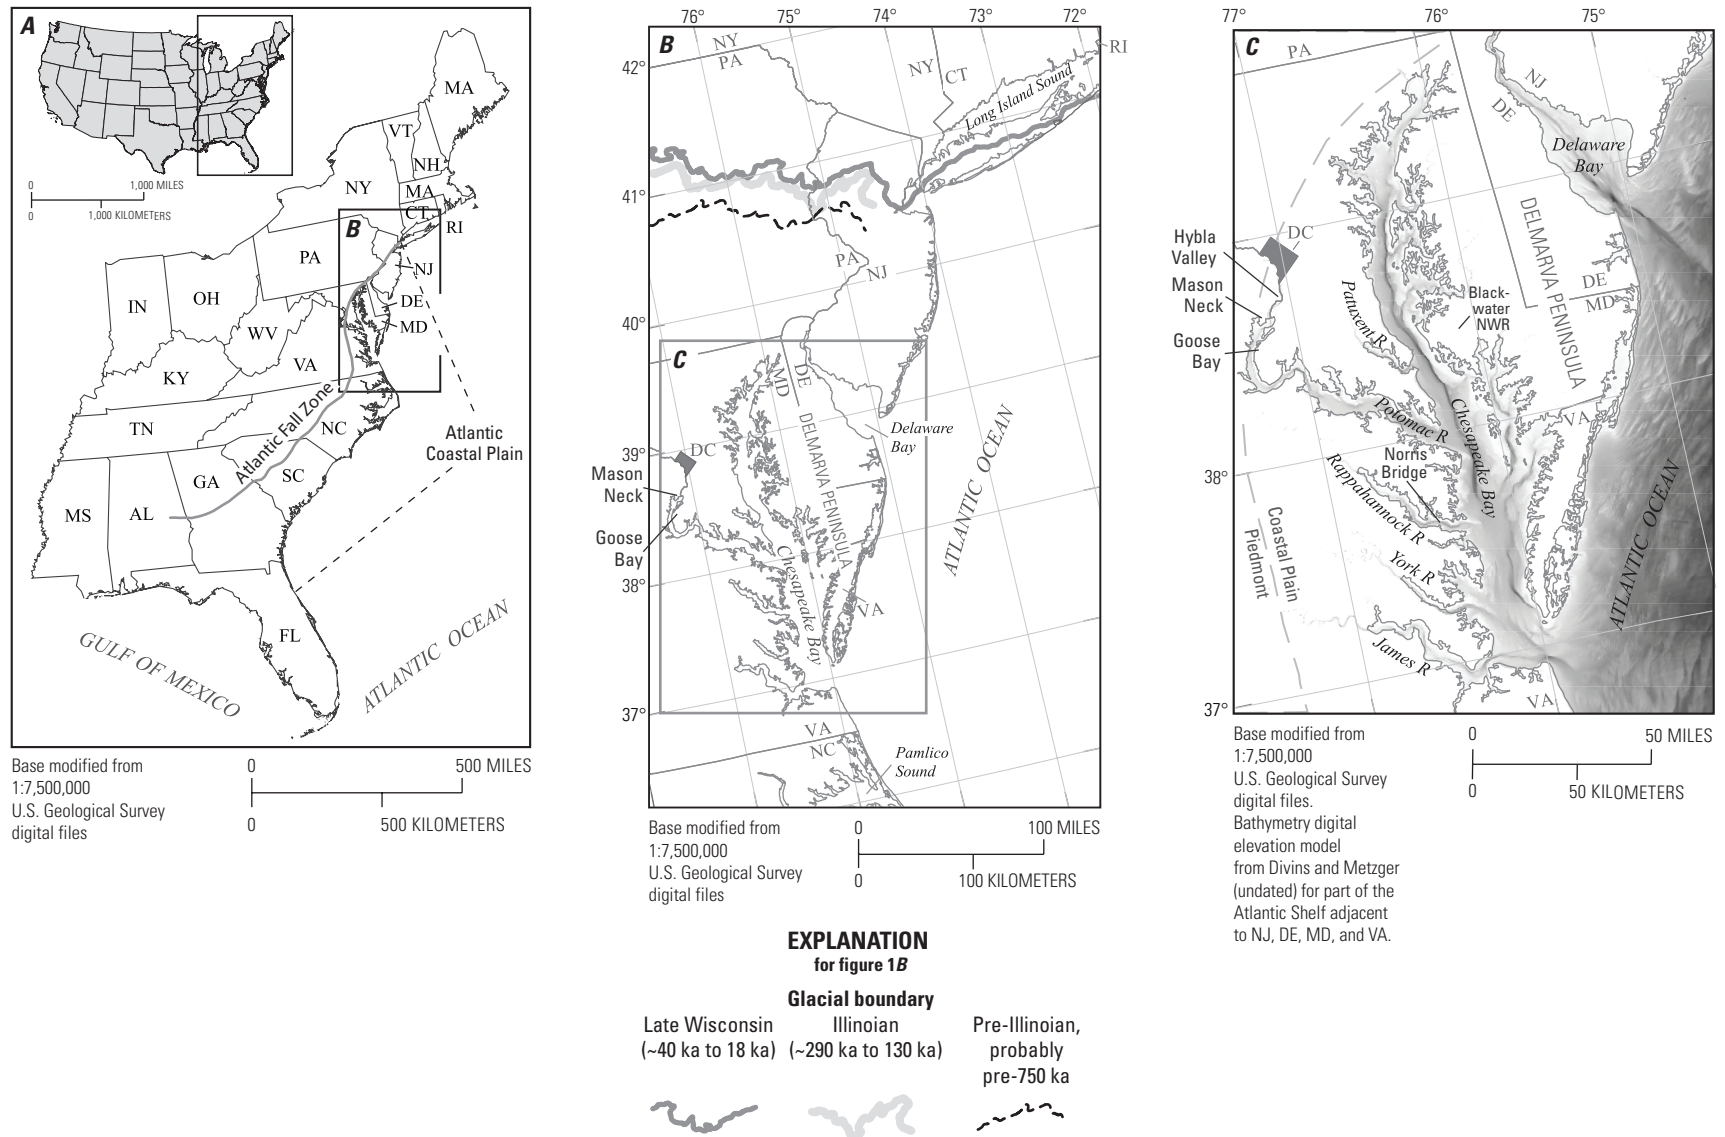 A
MA
VT
NH
NY
MA
CT
RI
B
PA
NJ
IN
OH
DE
MD
WV
VA
KY
TN
NC
Atlantic Fall Zone
Atlantic
Coastal Plain
GA
SC
MS
AL
FL
GULF OF MEXICO
ATLANTIC OCEAN
0
1,000 MILES
0
1,000 KILOMETERS
Base modified from
1:7,500,000
U.S. Geological Survey
digital files
0
500 MILES
0
500 KILOMETERS
76°
75°
74°
73°
72°
B
NY
PA
NY
CT
RI
Long Island Sound
42°
41°
40°
39°
38°
37°
PA
NJ
C
MD
DE
DELMARVA PENINSULA
Delaware
Bay
ATLANTIC OCEAN
DC
Mason
Neck
Goose
Bay
Chesapeake Bay
VA
VA
NC
Pamlico
Sound
Base modified from
1:7,500,000
U.S. Geological Survey
digital files
0
100 MILES
0
100 KILOMETERS
EXPLANATION
for figure 1B
Glacial boundary
Late Wisconsin
(~40 ka to 18 ka)
Illinoian
(~290 ka to 130 ka)
Pre-Illinoian,
probably
pre-750 ka
77°
76°
75°
C
PA
NJ
DE
Delaware
Bay
DELMARVA PENINSULA
DE
MD
DC
Hybla
Valley
Mason
Neck
Goose
Bay
Black-
water
NWR
Patuxent R
Potomac R
Chesapeake Bay
VA
Norris
Bridge
Rappahannock R
38°
Coastal Plain
Piedmont
York R
James R
ATLANTIC OCEAN
VA
37°
Base modified from
1:7,500,000
U.S. Geological Survey
digital files.
Bathymetry digital
elevation model
from Divins and Metzger
(undated) for part of the
Atlantic Shelf adjacent
to NJ, DE, MD, and VA.
0
50 MILES
0
50 KILOMETERS